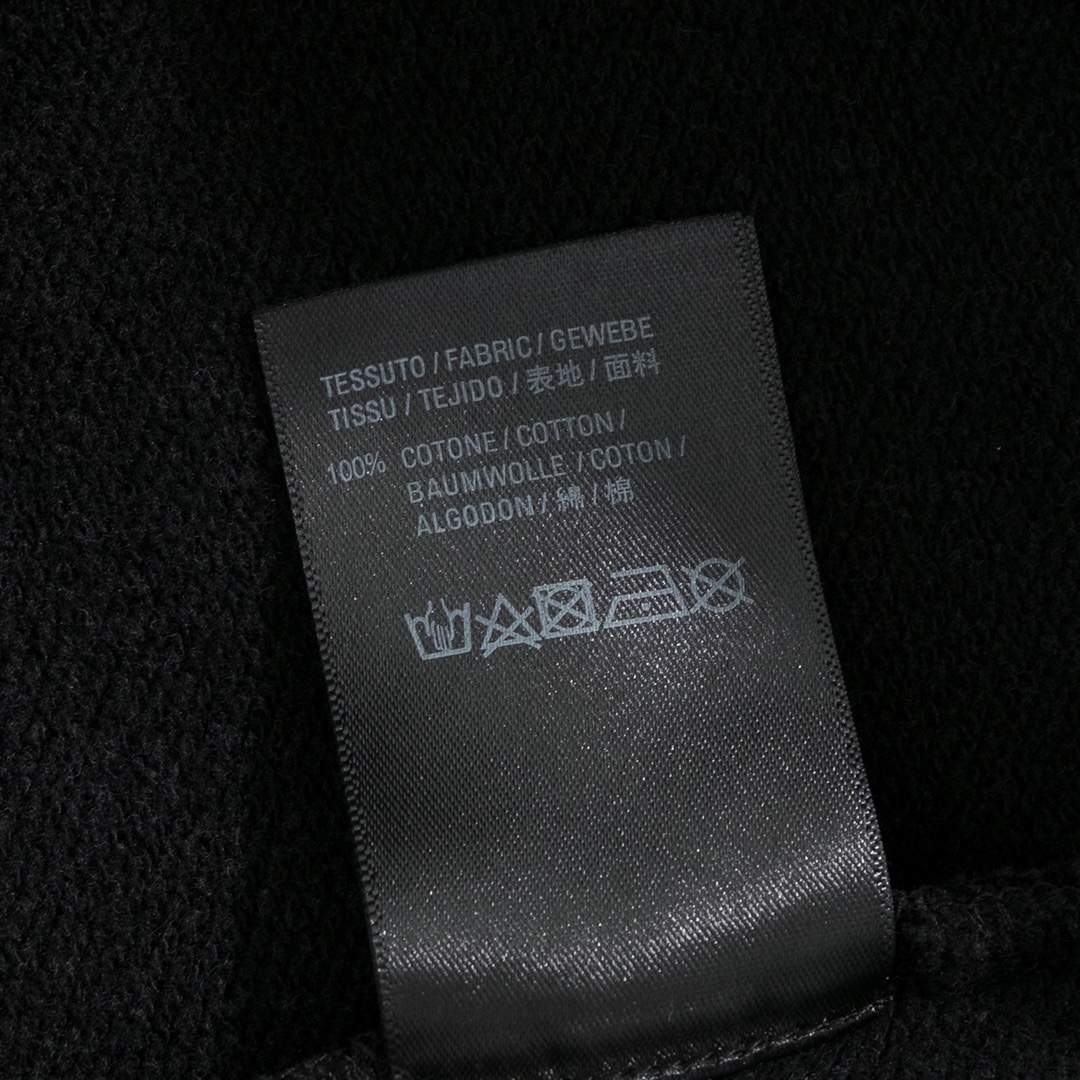 TESSUTO / FABRIC / GEWEBE
TISSU / TEJIDO / 表地 / 面料
100% COTONE / COTTON /
BAUMWOLLE / COTON /
ALGODON / 綿 / 棉